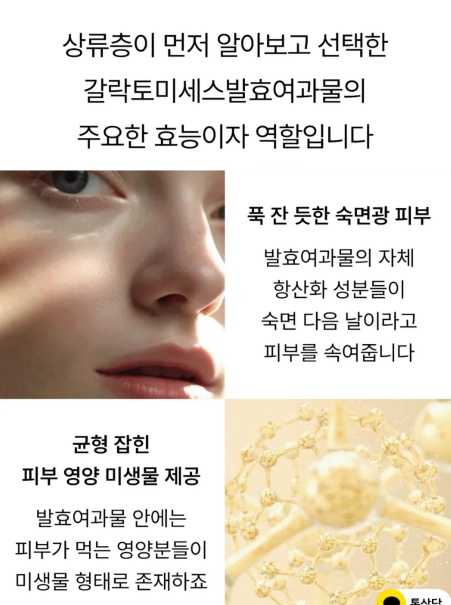 상류층이 먼저 알아보고 선택한
갈락토미세스발효여과물의
주요한 효능이자 역할입니다
푹 잔 듯한 숙면광 피부
발효여과물의 자체
항산화 성분들이
숙면 다음 날이라고
피부를 속여줍니다
균형 잡힌
피부 영양 미생물 제공
발효여과물 안에는
피부가 먹는 영양분들이
미생물 형태로 존재하죠